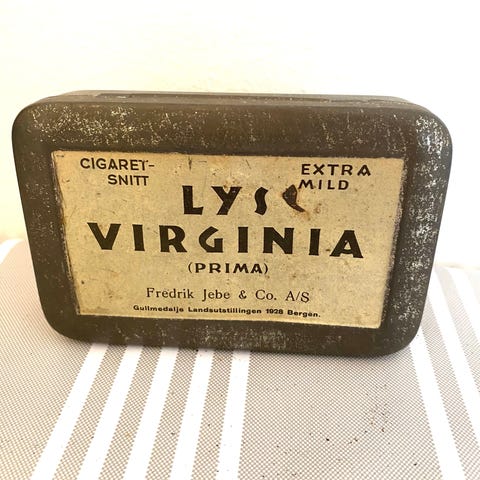 CIGARET-
SNITT
EXTRA
MILD
LYS
VIRGINIA
(PRIMA)
Fredrik Jebe & Co. A/S
Gullmedalje Landsutstillingen 1928 Bergen.